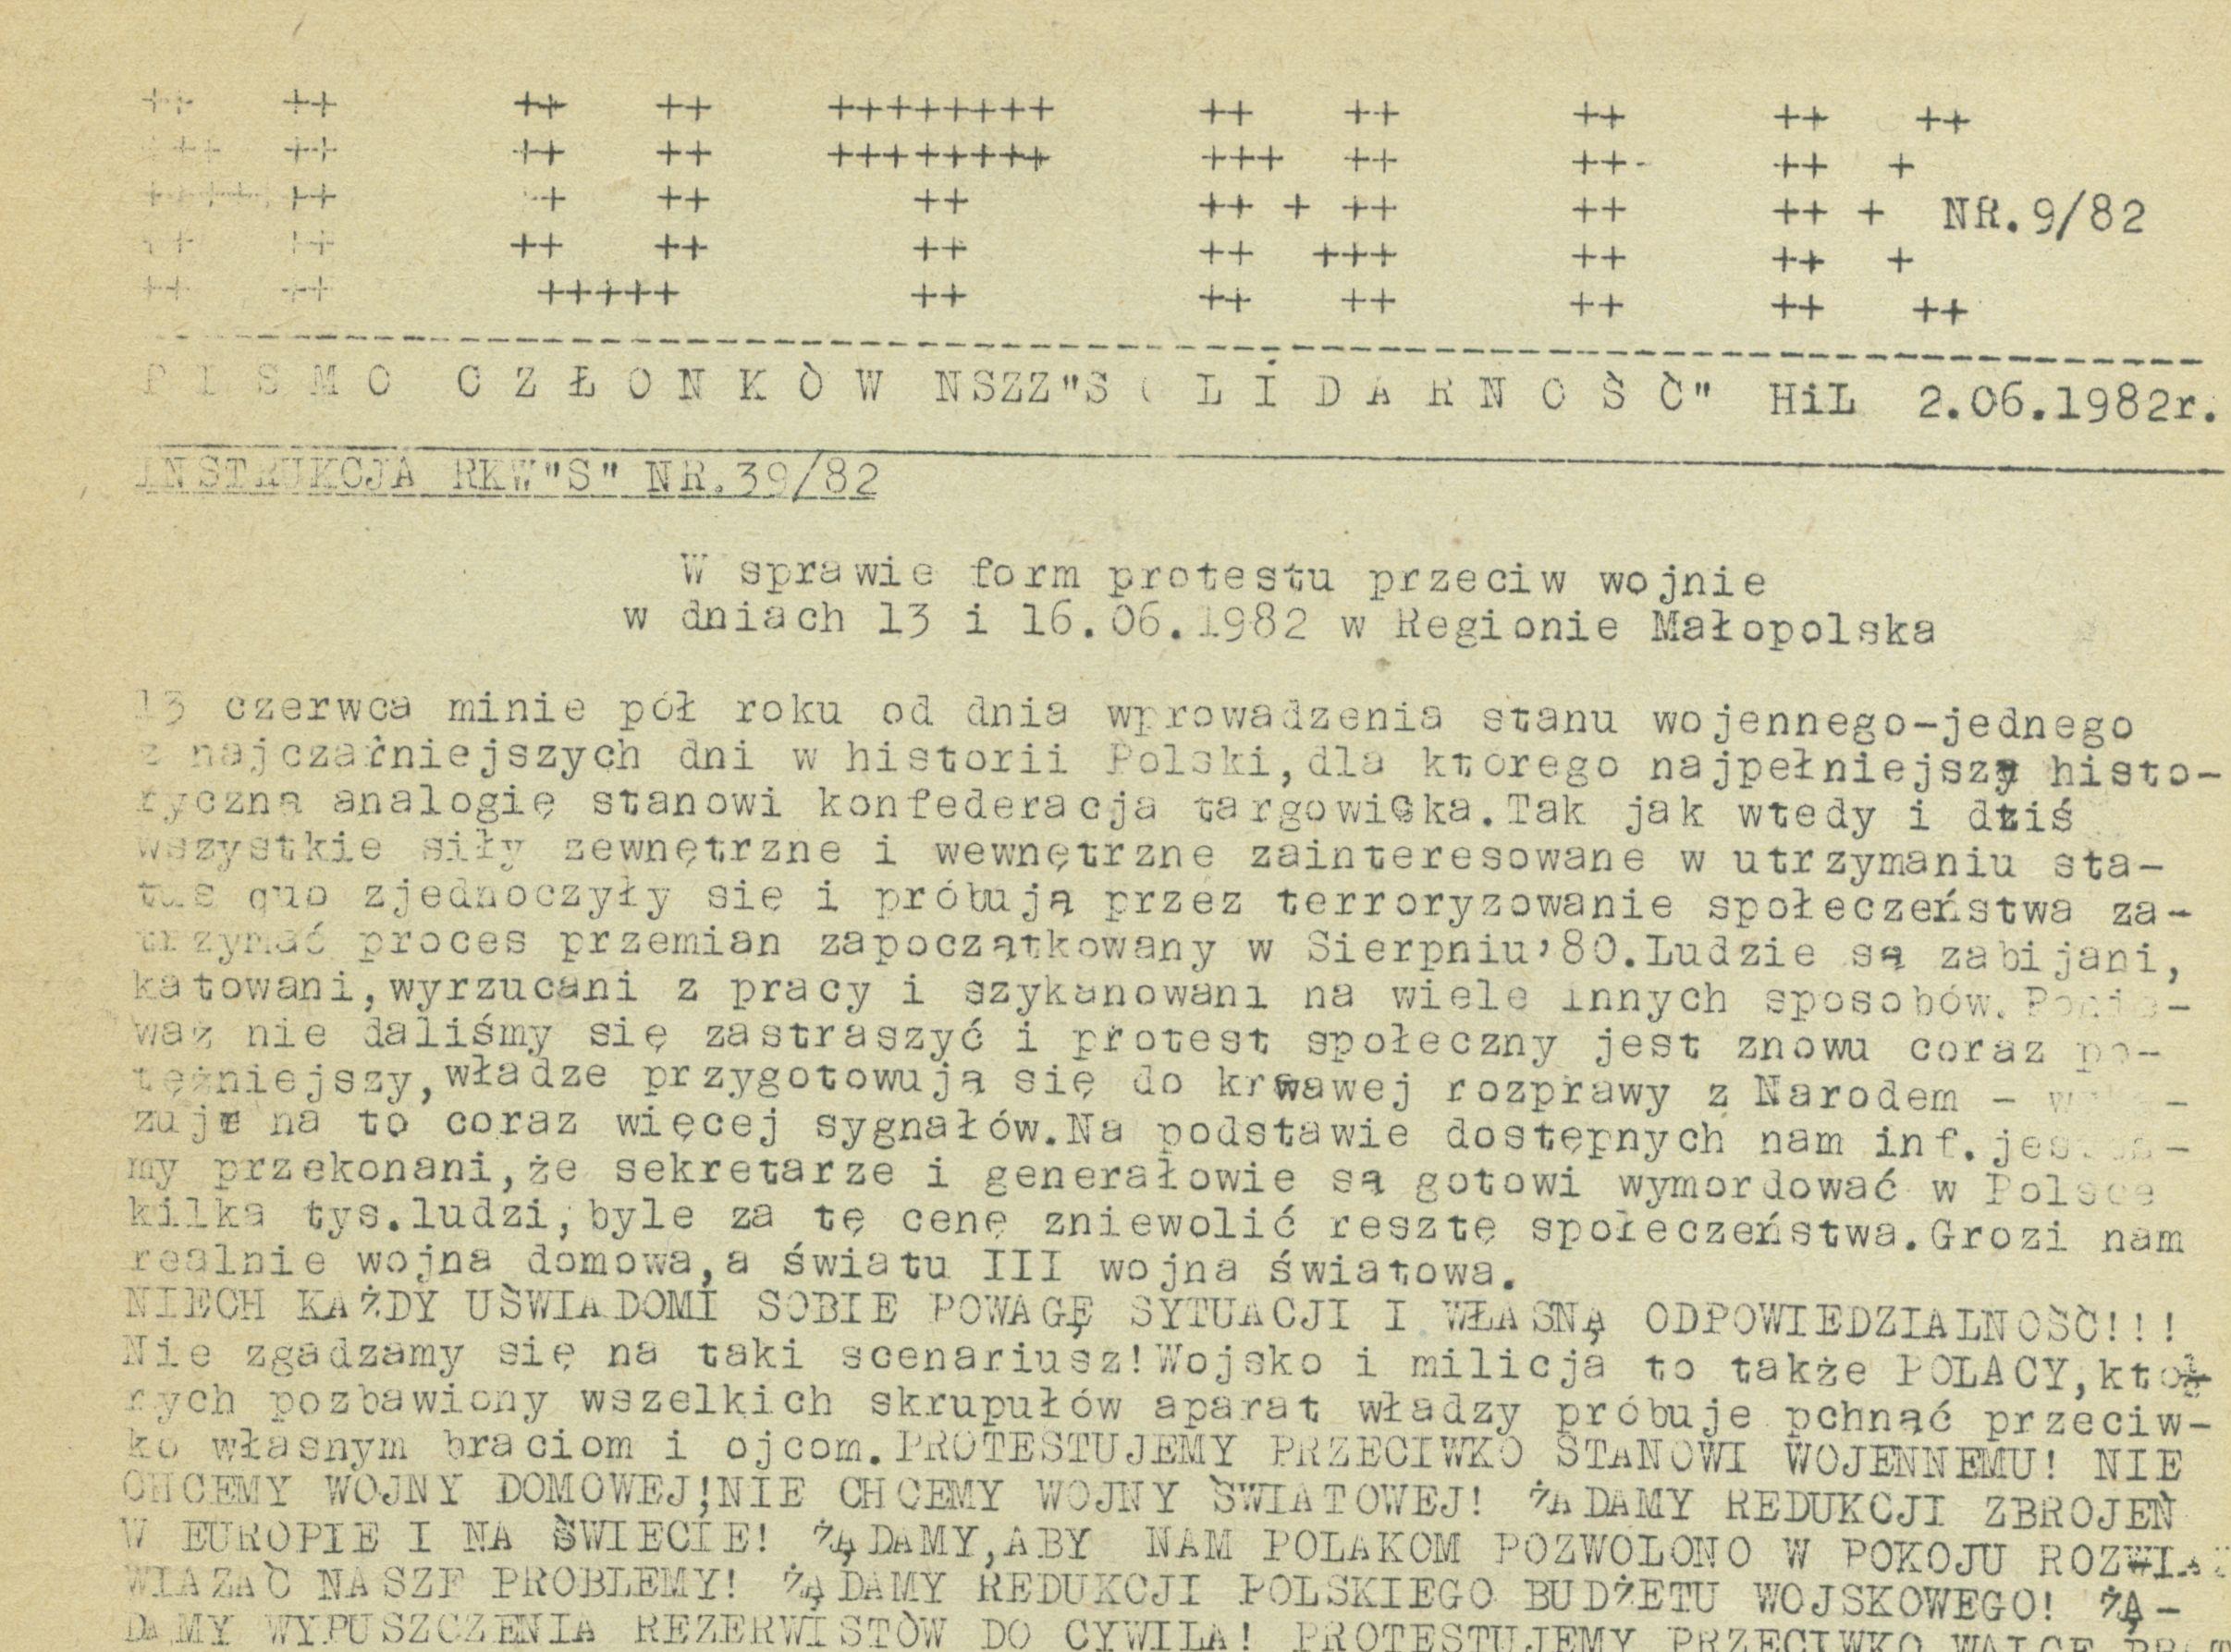 HUTNIK
NR.9/82
PISMO CZŁONKÓW NSZZ"SOLIDARNOŚĆ" HiL 2.06.1982r.
INSTRUKCJA RKW"S" NR.39/82
W sprawie form protestu przeciw wojnie
w dniach 13 i 16.06.1982 w Regionie Małopolska
13 czerwca minie pół roku od dnia wprowadzenia stanu wojennego-jednego
z najczarniejszych dni w historii Polski,dla którego najpełniejszą histo-
ryczną analogię stanowi konfederacja targowicka.Tak jak wtedy i dziś
wszystkie siły zewnętrzne i wewnętrzne zainteresowane w utrzymaniu sta-
tus quo zjednoczyły się i próbują przez terroryzowanie społeczeństwa za-
trzymać proces przemian zapoczątkowany w Sierpniu'80.Ludzie są zabijani,
katowani,wyrzucani z pracy i szykanowani na wiele innych sposobów.Ponie-
waż nie daliśmy się zastraszyć i protest społeczny jest znowu coraz po-
tężniejszy,władze przygotowują się do krwawej rozprawy z Narodem -
zuje na to coraz więcej sygnałów.Na podstawie dostępnych nam inf.jesteś-
my przekonani,że sekretarze i generałowie są gotowi wymordować w Polsce
kilka tys.ludzi,byle za tę cenę zniewolić resztę społeczeństwa.Grozi nam
realnie wojna domowa,a światu III wojna światowa.
NIECH KAŻDY UŚWIADOMI SOBIE POWAGĘ SYTUACJI I WŁASNĄ ODPOWIEDZIALNOŚĆ!!!
Nie zgadzamy się na taki scenariusz!Wojsko i milicja to także POLACY,któ-
rych pozbawiony wszelkich skrupułów aparat władzy próbuje pchnąć przeciw-
ko własnym braciom i ojcom.PROTESTUJEMY PRZECIWKO STANOWI WOJENNEMU! NIE
CHCEMY WOJNY DOMOWEJ!NIE CHCEMY WOJNY ŚWIATOWEJ! ŻADAMY REDUKCJI ZBROJEŃ
W EUROPIE I NA ŚWIECIE! ŻĄDAMY,ABY NAM POLAKOM POZWOLONO W POKOJU ROZWIĄ
WIAZAĆ NASZE PROBLEMY! ŻĄDAMY REDUKCJI POLSKIEGO BUDŻETU WOJSKOWEGO! ŻĄ-
DAMY WYPUSZCZENIA REZERWISTÓW DO CYWILA! PROTESTUJEMY PRZECIWKO WALCE